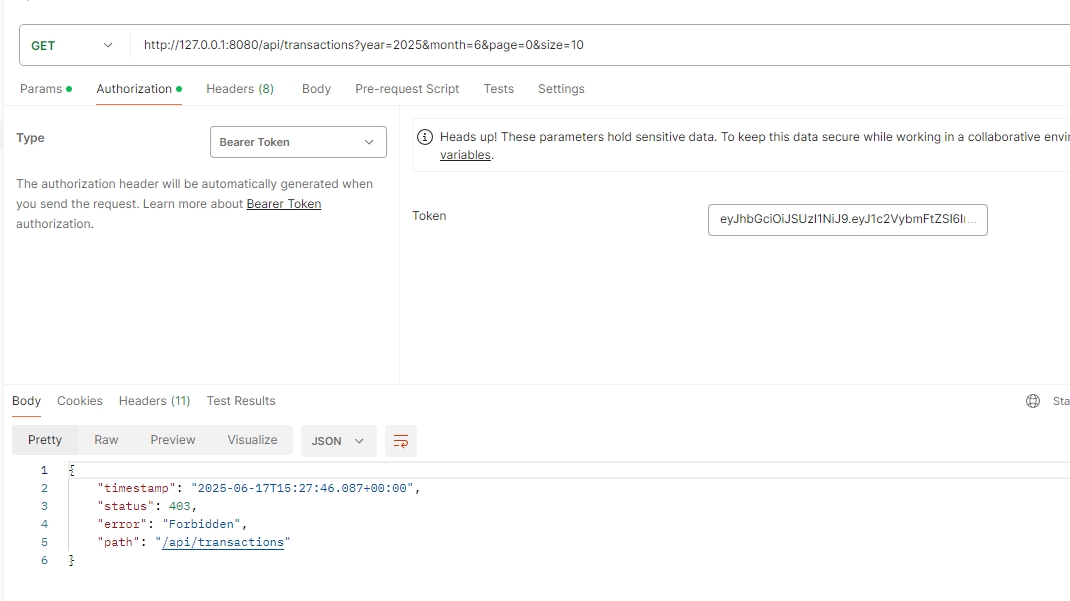 GET http://127.0.0.1:8080/api/transactions?year=2025&month=6&page=0&size=10
Params Authorization Headers (8) Body Pre-request Script Tests Settings
Type Bearer Token
The authorization header will be automatically generated when
you send the request. Learn more about Bearer Token
authorization.
Heads up! These parameters hold sensitive data. To keep this data secure while working in a collaborative
variables.
Token eyJhbGciOiJSUzI1NiJ9.eyJ1c2VybmFtZSI6I...
Body Cookies Headers (11) Test Results
Pretty Raw Preview Visualize JSON
1 {
2 "timestamp": "2025-06-17T15:27:46.087+00:00",
3 "status": 403,
4 "error": "Forbidden",
5 "path": "/api/transactions"
6 }